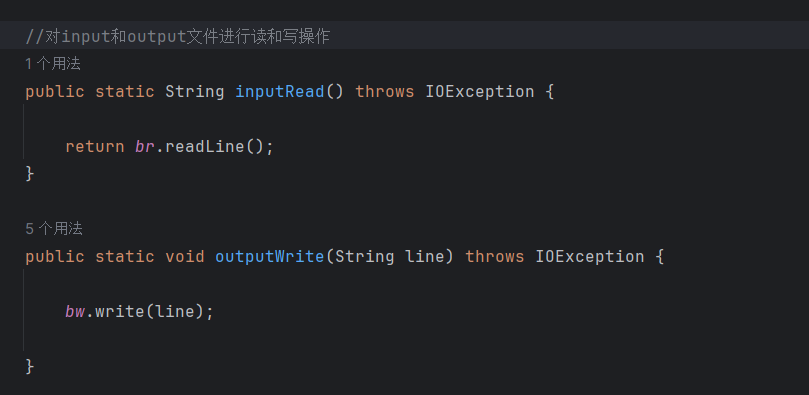 //对input和output文件进行读和写操作
1 个用法
public static String inputRead() throws IOException {
return br.readLine();
}
5 个用法
public static void outputWrite(String line) throws IOException {
bw.write(line);
}